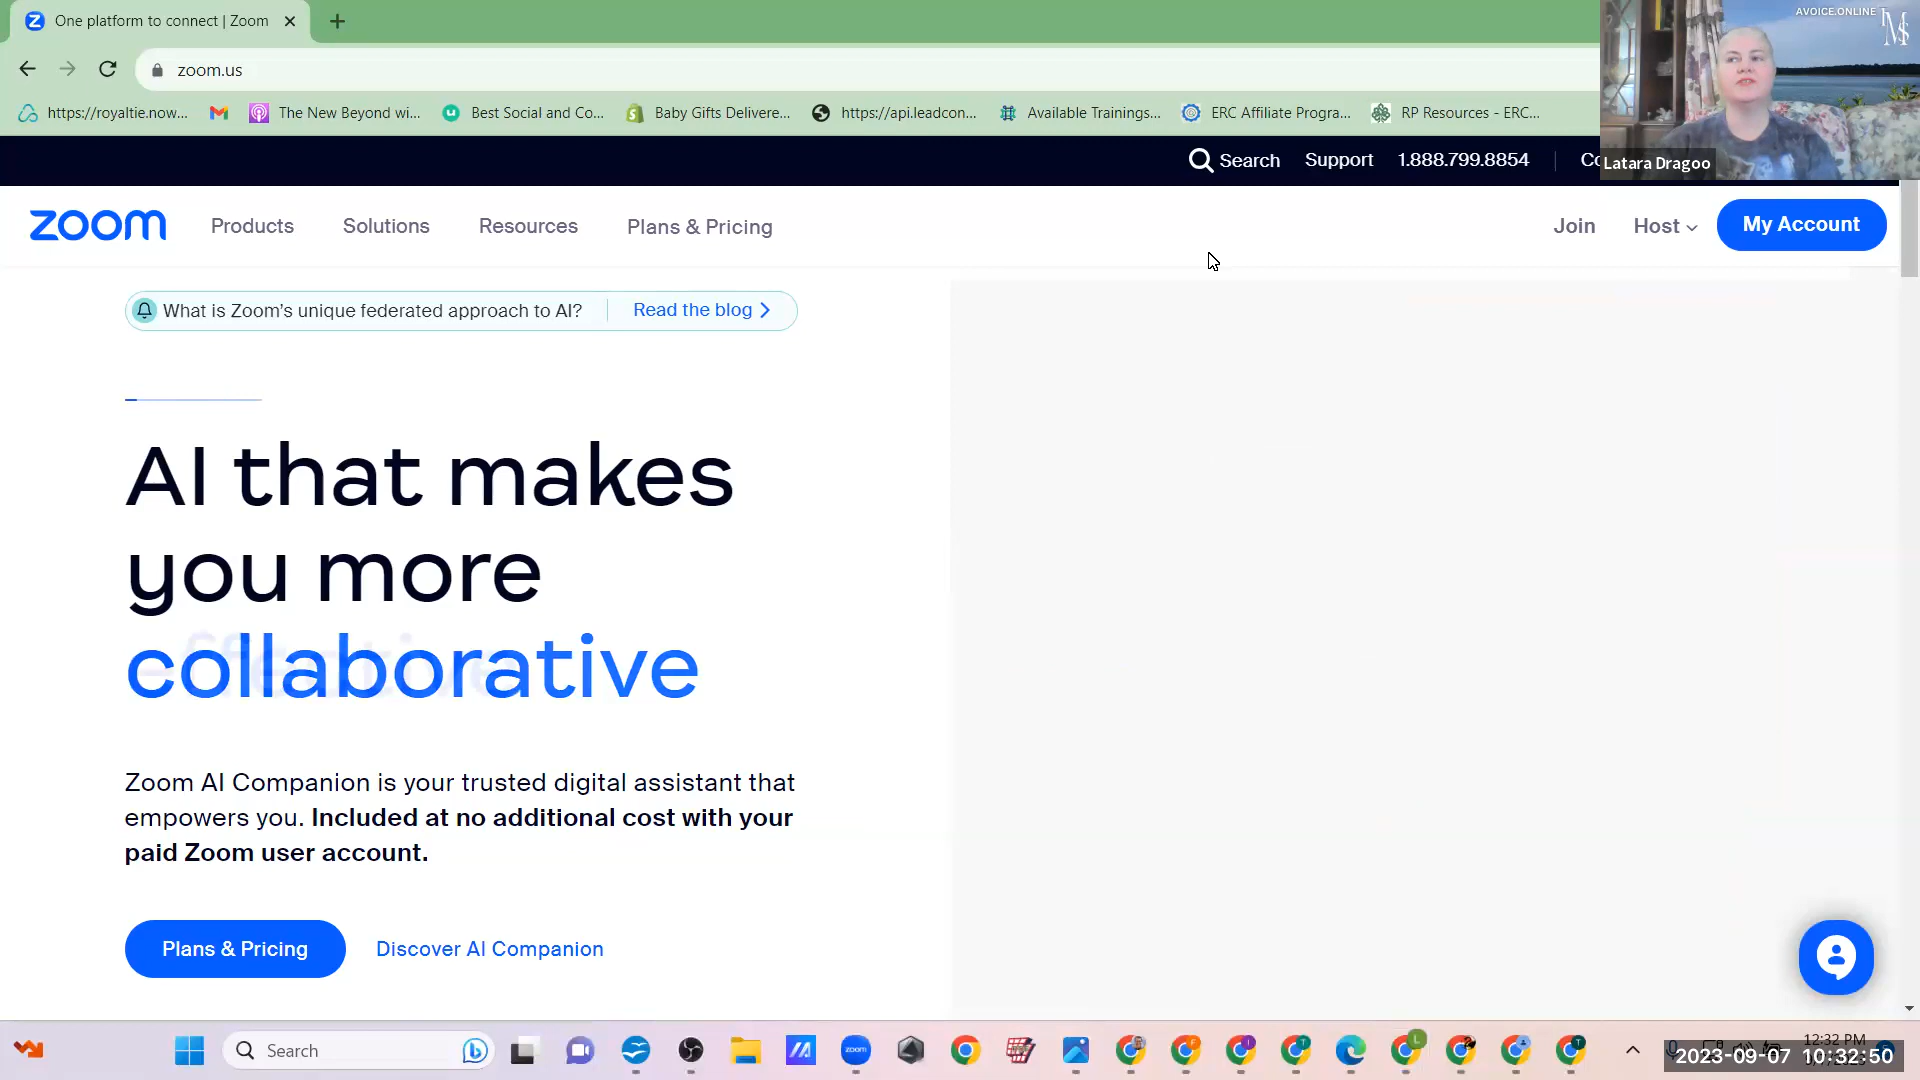 One platform to connect | Zoom
zoom.us
https://royaltie.now...
The New Beyond wi...
Best Social and Co...
Baby Gifts Delivere...
https://api.leadcon...
Available Trainings...
ERC Affiliate Progra...
RP Resources - ERC...
AVOICE.ONLINE
Latara Dragoo
Search
Support
1.888.799.8854
zoom
Products
Solutions
Resources
Plans & Pricing
Join
Host
My Account
What is Zoom's unique federated approach to AI?
Read the blog
AI that makes
you more
collaborative
Zoom AI Companion is your trusted digital assistant that
empowers you. Included at no additional cost with your
paid Zoom user account.
Plans & Pricing
Discover AI Companion
Search
zoom
12:32 PM
2023-09-07 10:32:50